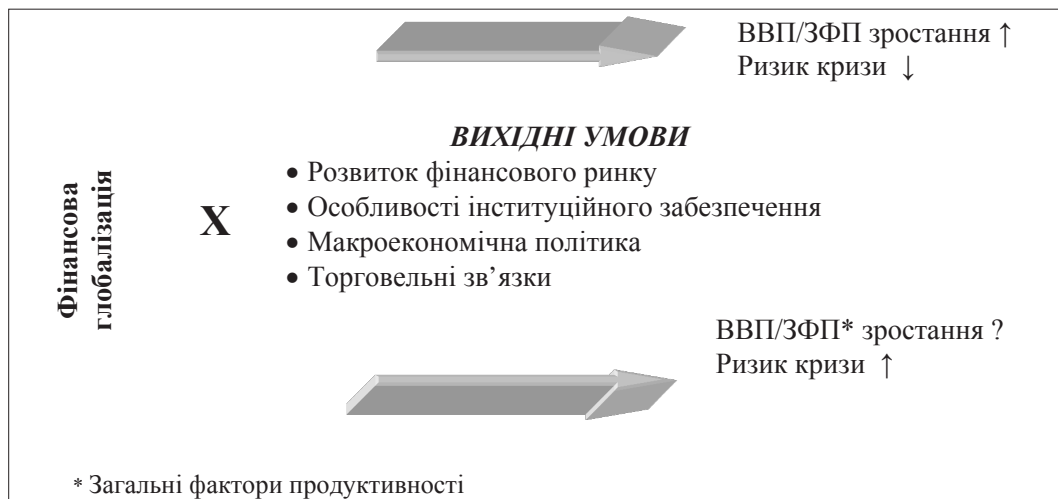 ВВП/ЗФП зростання ↑
Ризик кризи ↓
Фінансова
глобалізація
X
ВИХІДНІ УМОВИ
• Розвиток фінансового ринку
• Особливості інституційного забезпечення
• Макроекономічна політика
• Торговельні зв’язки
ВВП/ЗФП* зростання ?
Ризик кризи ↑
* Загальні фактори продуктивності